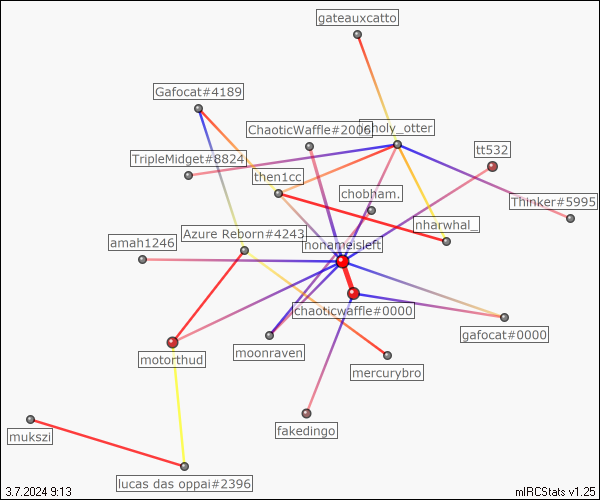 gateauxcatto
Gafocat#4189
ChaoticWaffle#2006
choly_otter
tt532
TripleMidget#8824
then1cc
chobham.
Thinker#5995
nharwhal_
Azure Reborn#4243
amah1246
nonameisleft
chaoticwaffle#0000
gafocat#0000
motorthud
moonraven
mercurybro
fakedingo
mukszi
lucas das oppai#2396
3.7.2024 9:13
mIRCStats v1.25